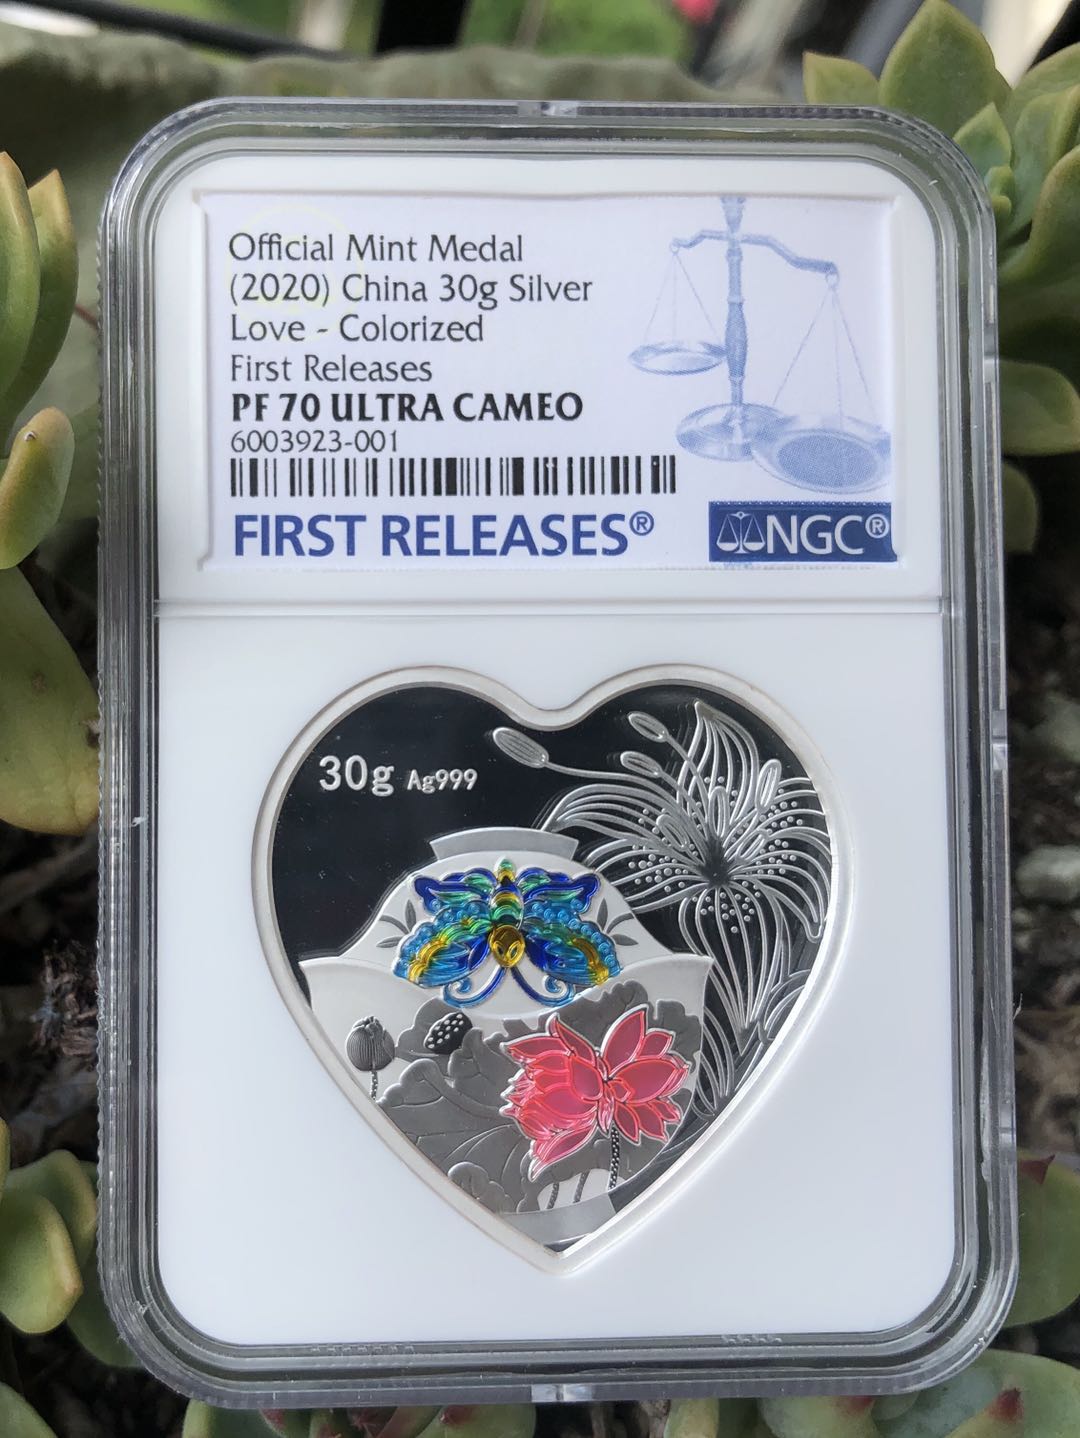 Official Mint Medal
(2020) China 30g Silver
Love - Colorized
First Releases
PF 70 ULTRA CAMEO
6003923-001
FIRST RELEASES®
NGC®
30g Ag999